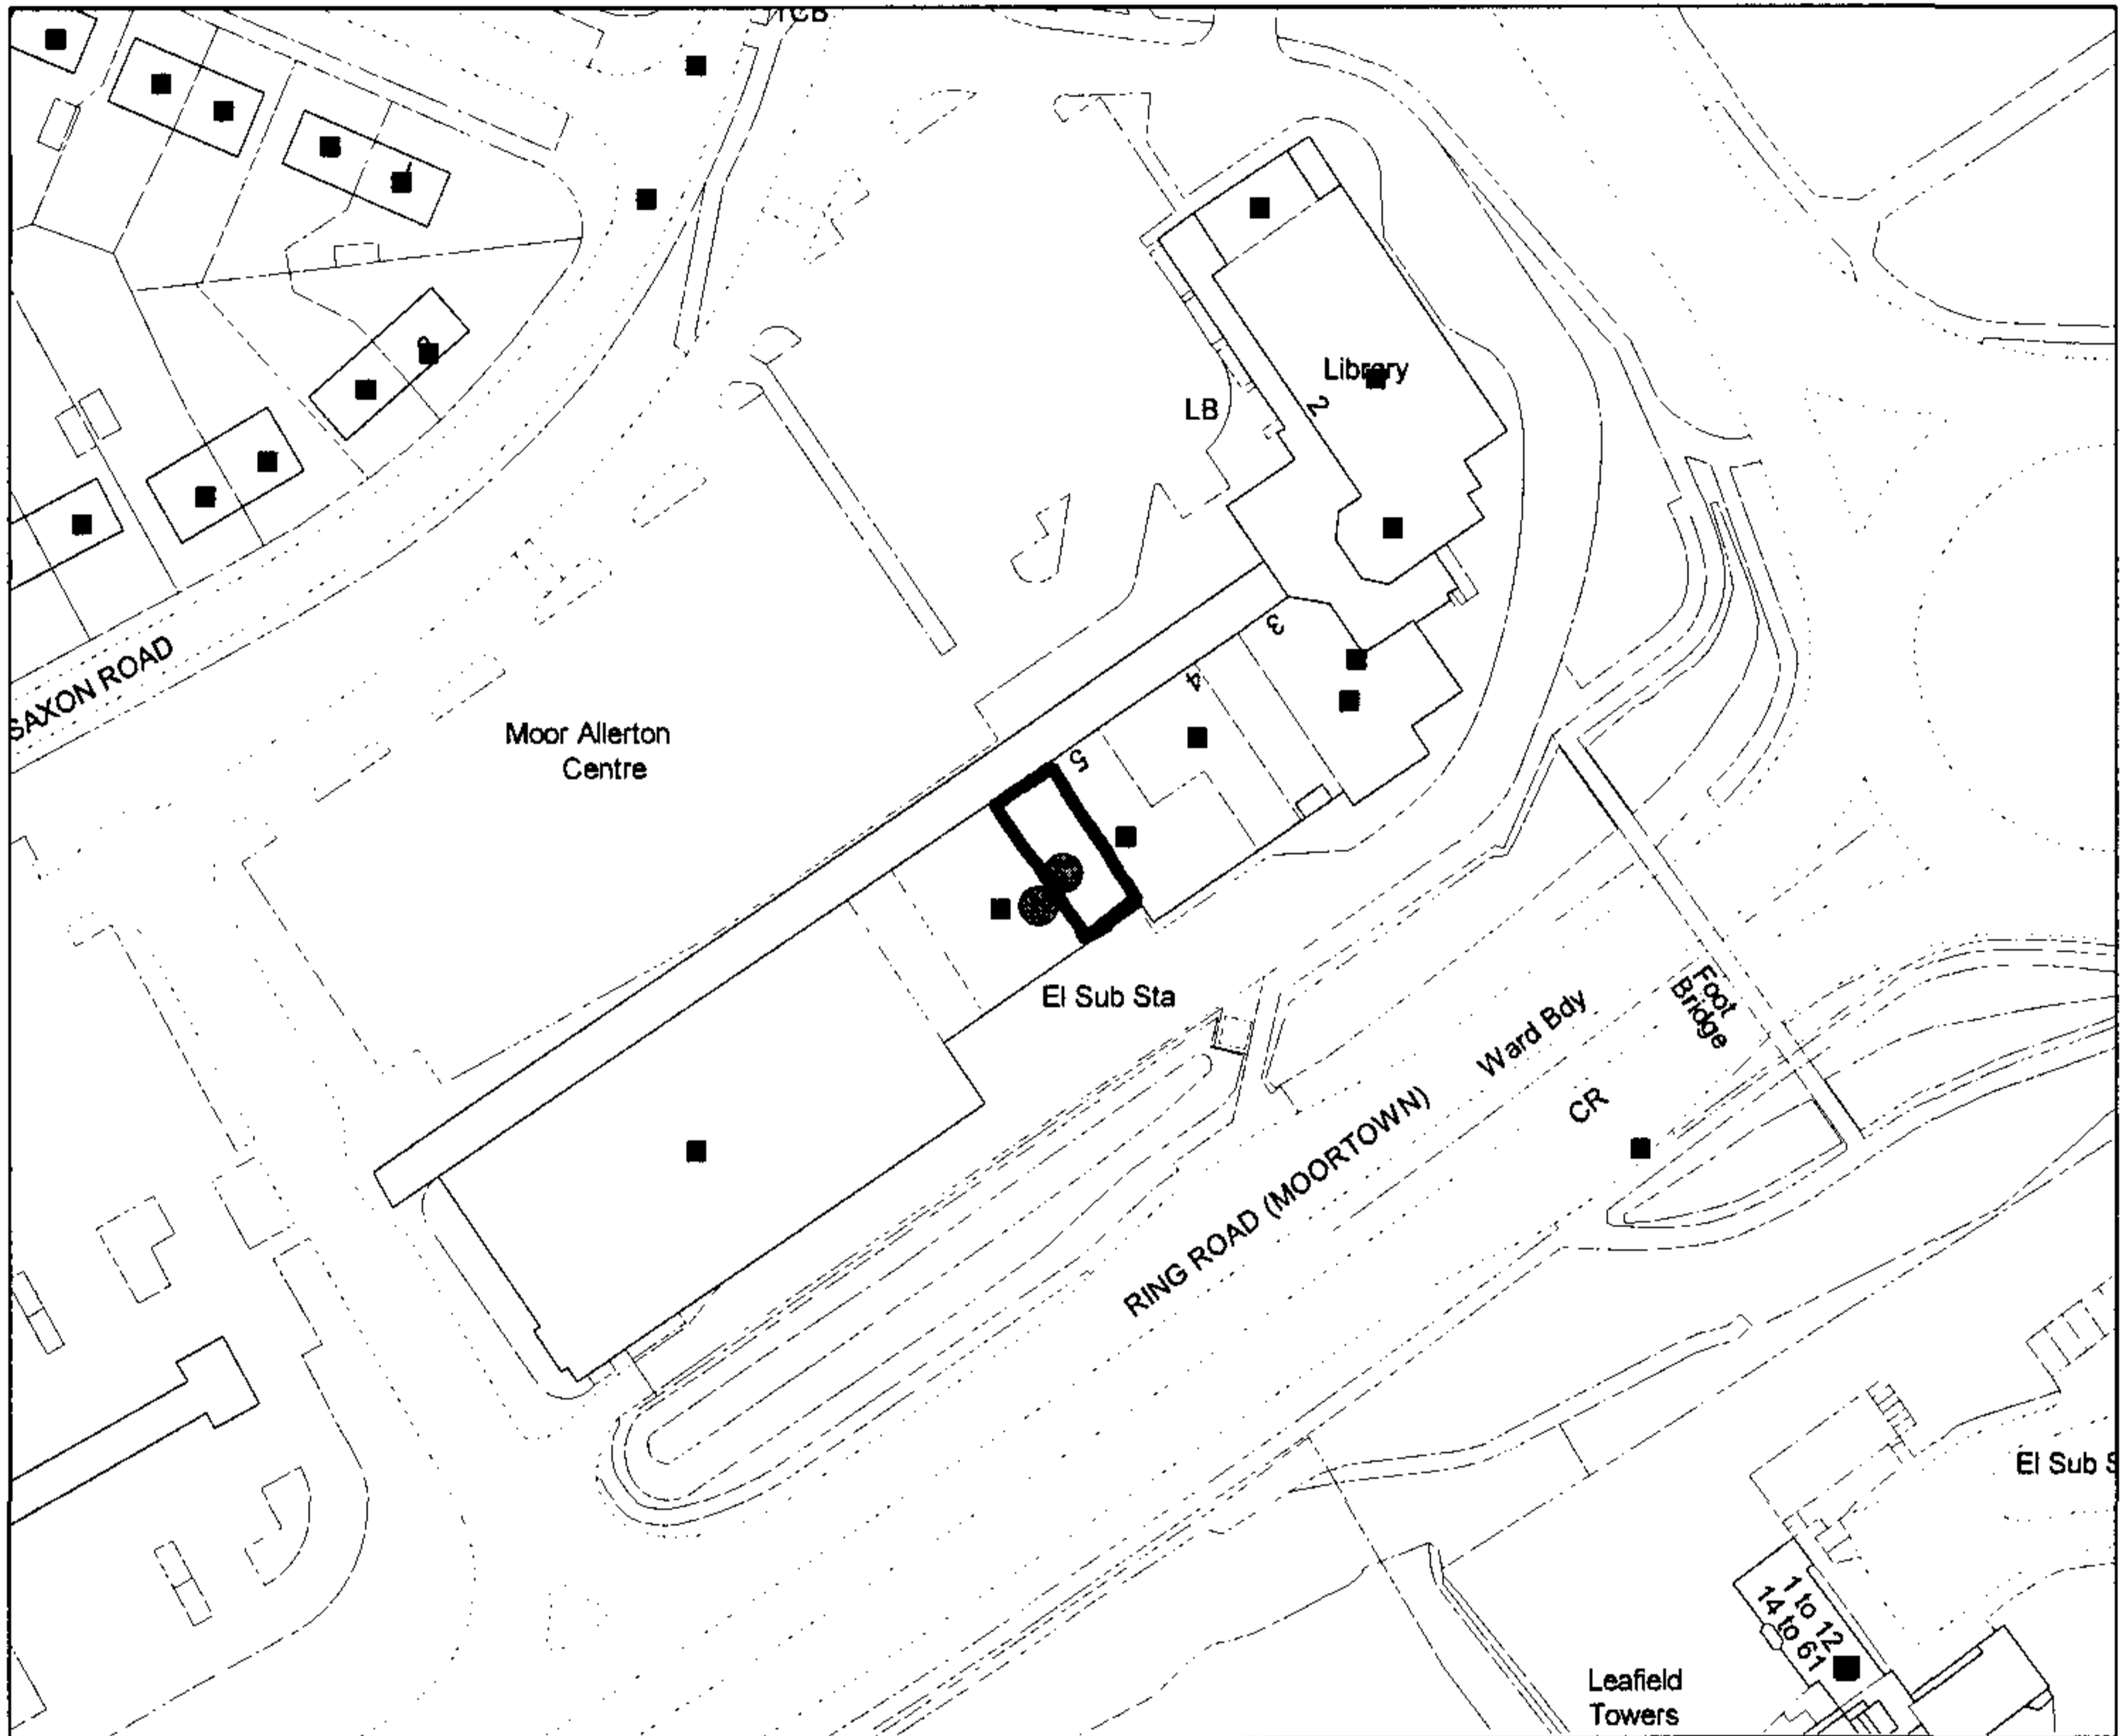 TCB
Library
2
LB
3
4
SAXON ROAD
Moor Allerton
Centre
5
El Sub Sta
Foot
Bridge
Ward Bdy
CR
RING ROAD (MOORTOWN)
El Sub S
1 to 12
14 to 61
Leafield
Towers